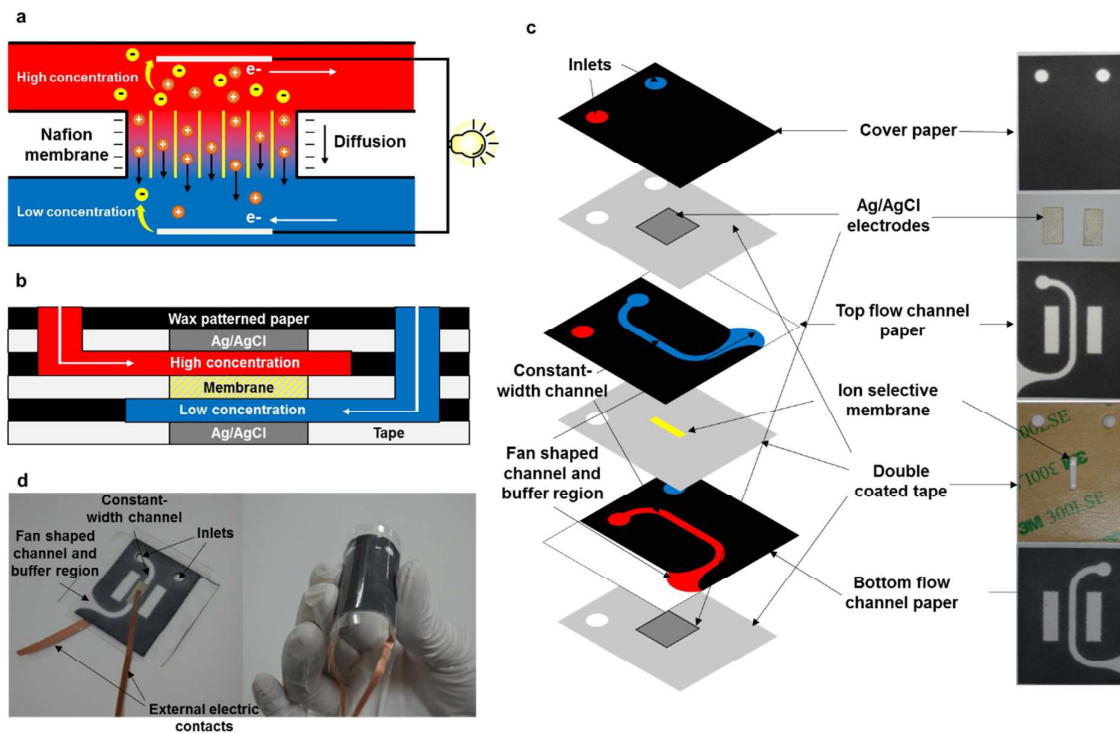 a
High concentration
e-
Nafion
membrane
Diffusion
Low concentration
e-
b
Wax patterned paper
Ag/AgCl
High concentration
Membrane
Low concentration
Ag/AgCl
Tape
d
Constant-
width channel
Fan shaped
channel and
buffer region
Inlets
External electric
contacts
c
Inlets
Cover paper
Ag/AgCl
electrodes
Top flow channel
paper
Constant-
width
channel
Ion selective
membrane
Fan shaped
channel and
buffer region
Double
coated tape
Bottom flow
channel paper
300LSE
3M 300LSE